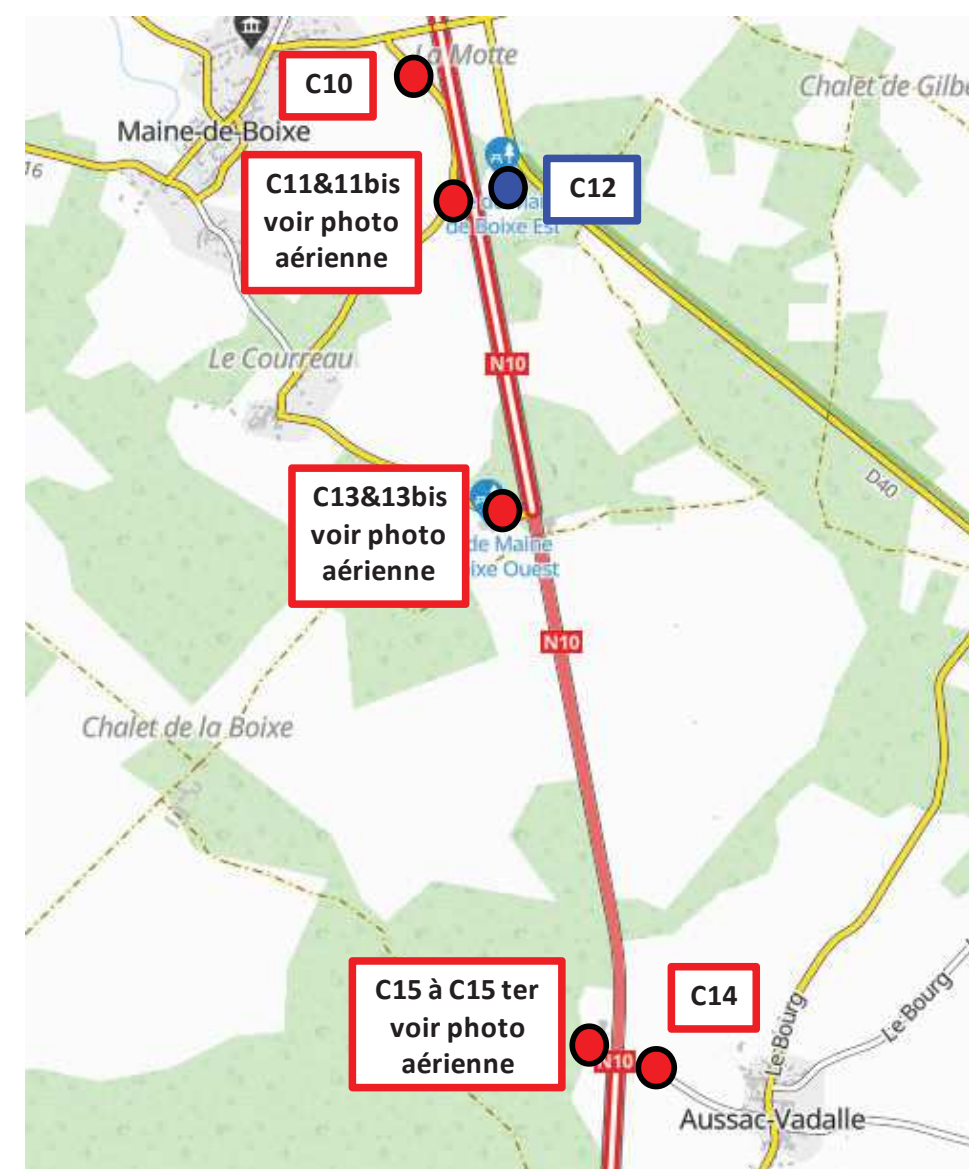 La Motte
C10
Chalet de Gilbe
Maine-de-Boixe
16
C11&11bis
voir photo
aérienne
C12
de Boixe Est
Le Courreau
N10
D40
C13&13bis
voir photo
aérienne
de Maine
ixe Ouest
N10
Chalet de la Boixe
C15 à C15 ter
voir photo
aérienne
C14
Le Bourg
Le Bourg
N10
Aussac-Vadalle